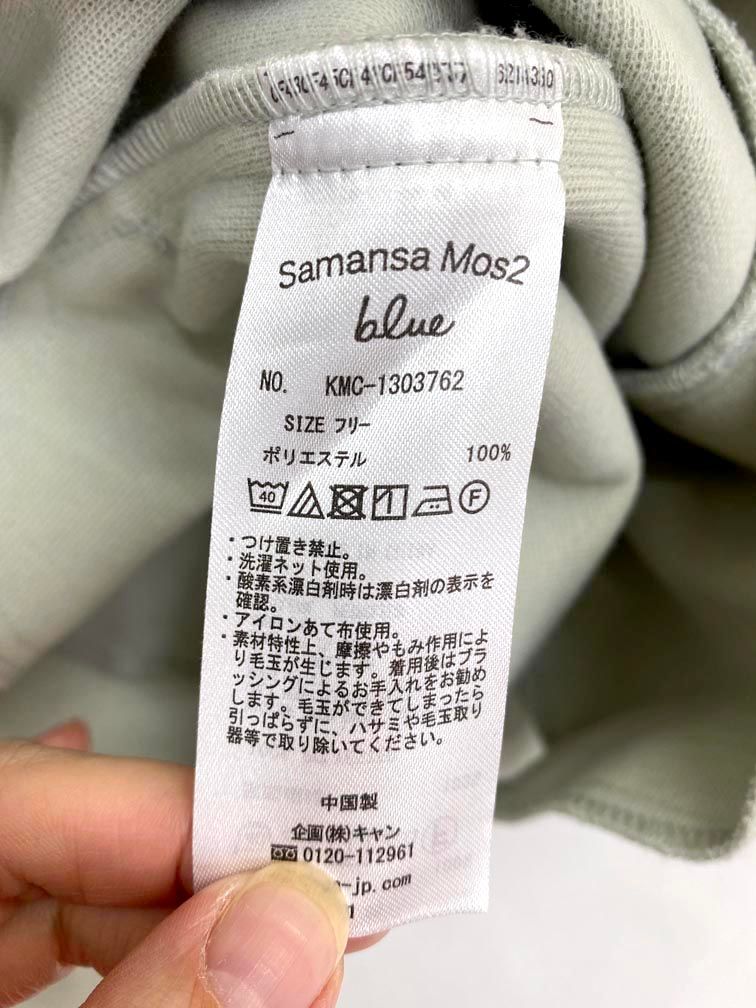 Samansa Mos2
blue
NO. KMC-1303762
SIZE フリー
ポリエステル 100%
40 F
・つけ置き禁止。
・洗濯ネット使用。
・酸素系漂白剤時は漂白剤の表示を
確認。
・アイロンあて布使用。
・素材特性上、摩擦やもみ作用によ
り毛玉が生じます。着用後はブラ
ッシングによるお手入れをお勧め
します。毛玉ができてしまったら
引っぱらずに、ハサミや毛玉取り
器等で取り除いてください。
中国製
企画(株)キャン
0120-112961
-jp.com